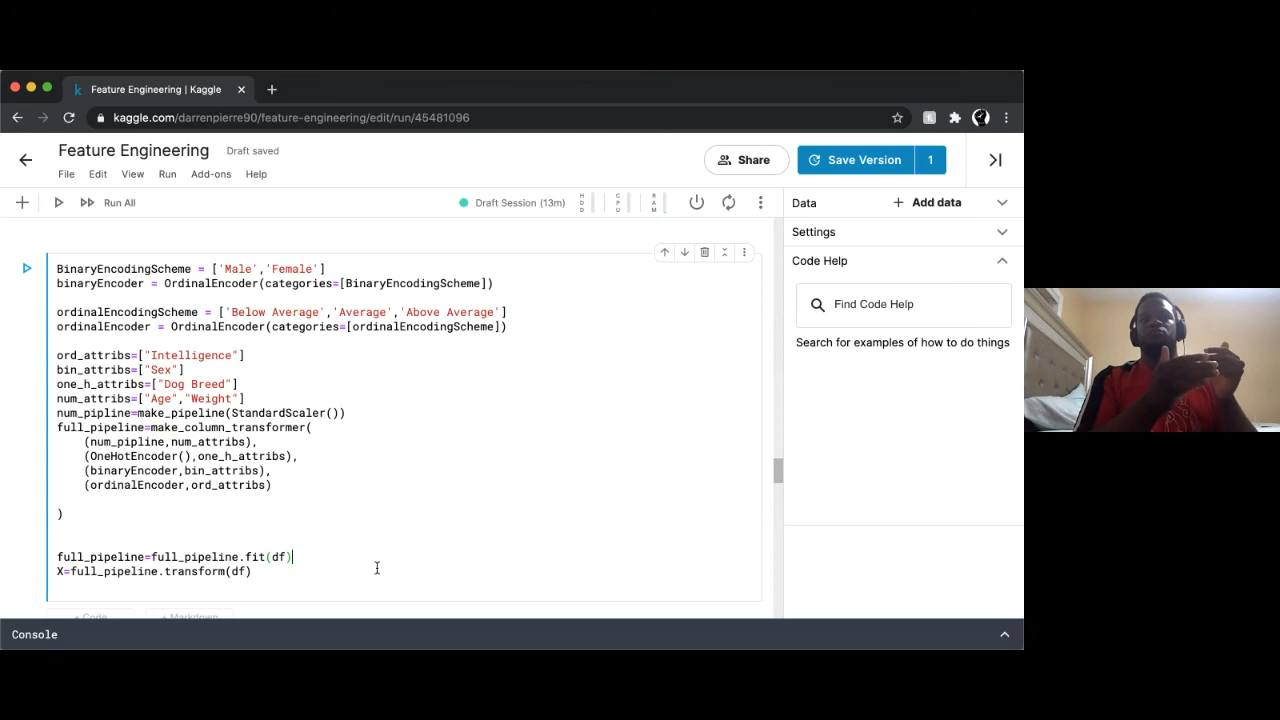 Feature Engineering | Kaggle
kaggle.com/darrenpierre90/feature-engineering/edit/run/45481096
Feature Engineering
Draft saved
Share
Save Version
1
File Edit View Run Add-ons Help
Run All
Draft Session (13m)
HDD
CPU
RAM
Data
Add data
Settings
Code Help
Find Code Help
Search for examples of how to do things
BinaryEncodingScheme = ['Male','Female']
binaryEncoder = OrdinalEncoder(categories=[BinaryEncodingScheme])
ordinalEncodingScheme = ['Below Average','Average','Above Average']
ordinalEncoder = OrdinalEncoder(categories=[ordinalEncodingScheme])
ord_attribs=["Intelligence"]
bin_attribs=["Sex"]
one_h_attribs=["Dog Breed"]
num_attribs=["Age","Weight"]
num_pipline=make_pipeline(StandardScaler())
full_pipeline=make_column_transformer(
(num_pipline,num_attribs),
(OneHotEncoder(),one_h_attribs),
(binaryEncoder,bin_attribs),
(ordinalEncoder,ord_attribs)
)
full_pipeline=full_pipeline.fit(df)
X=full_pipeline.transform(df)
+ Code
+ Markdown
Console